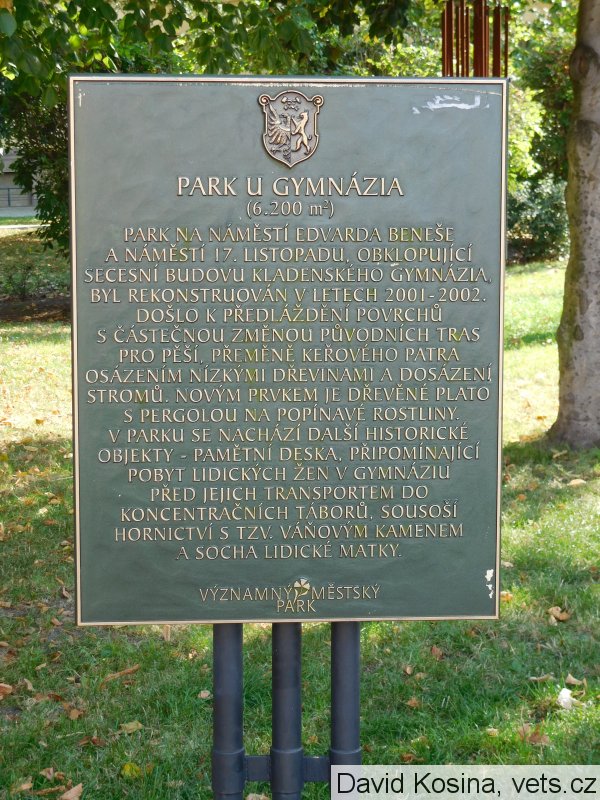 PARK U GYMNÁZIA
(6.200 m²)
PARK NA NÁMĚSTÍ EDVARDA BENEŠE
A NÁMĚSTÍ 17. LISTOPADU, OBKLOPUJÍCÍ
SECESNÍ BUDOVU KLADENSKÉHO GYMNÁZIA,
BYL REKONSTRUOVÁN V LETECH 2001-2002.
DOŠLO K PŘEDLÁŽDĚNÍ POVRCHŮ
S ČÁSTEČNOU ZMĚNOU PŮVODNÍCH TRAS
PRO PĚŠÍ, PŘEMĚNĚ KEŘOVÉHO PATRA
OSÁZENÍM NÍZKÝMI DŘEVINAMI A DOSÁZENÍ
STROMŮ. NOVÝM PRVKEM JE DŘEVĚNÉ PLATO
S PERGOLOU NA POPÍNAVÉ ROSTLINY.
V PARKU SE NACHÁZÍ DALŠÍ HISTORICKÉ
OBJEKTY - PAMĚTNÍ DESKA, PŘIPOMÍNAJÍCÍ
POBYT LIDICKÝCH ŽEN V GYMNÁZIU
PŘED JEJICH TRANSPORTEM DO
KONCENTRAČNÍCH TÁBORŮ, SOUSOŠÍ
HORNICTVÍ S TZV. VÁŇOVÝM KAMENEM
A SOCHA LIDICKÉ MATKY.
VÝZNAMNÝ MĚSTSKÝ
PARK
David Kosina, vets.cz